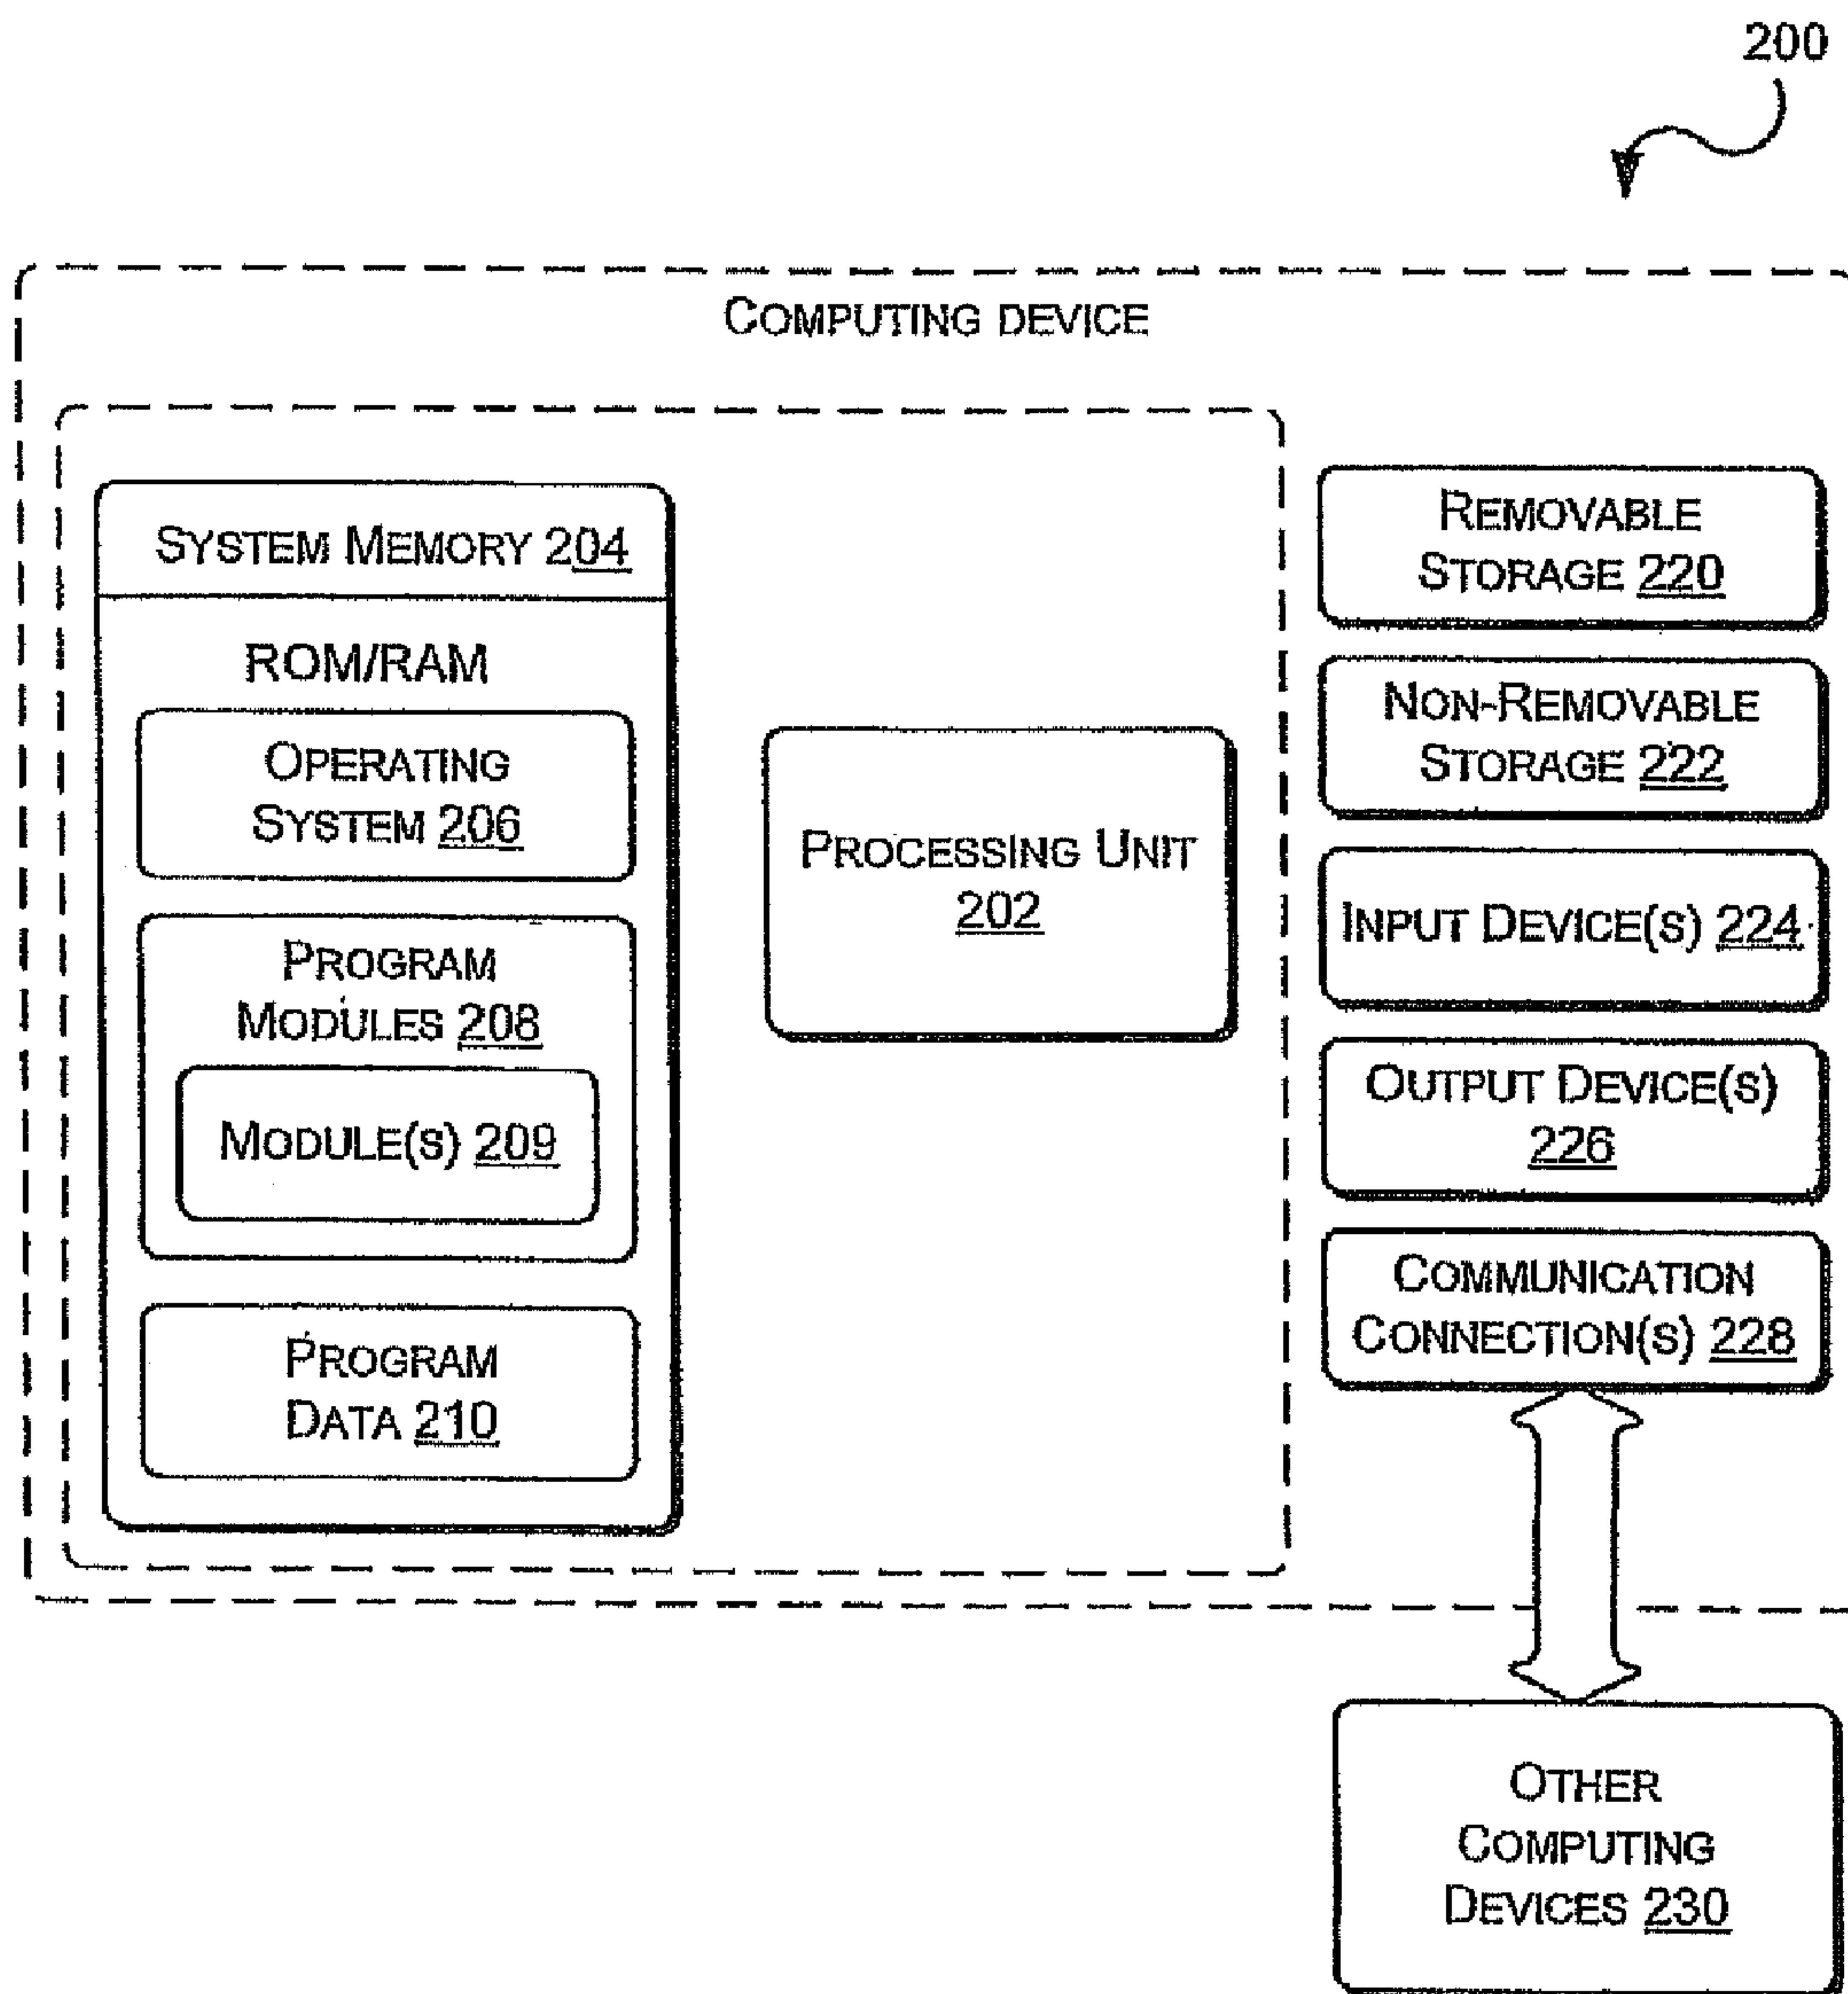 200
COMPUTING DEVICE
SYSTEM MEMORY 204
ROM/RAM
OPERATING
SYSTEM 206
PROGRAM
MODULES 208
MODULE(S) 209
PROGRAM
DATA 210
PROCESSING UNIT
202
REMOVABLE
STORAGE 220
NON-REMOVABLE
STORAGE 222
INPUT DEVICE(S) 224
OUTPUT DEVICE(S)
226
COMMUNICATION
CONNECTION(S) 228
OTHER
COMPUTING
DEVICES 230